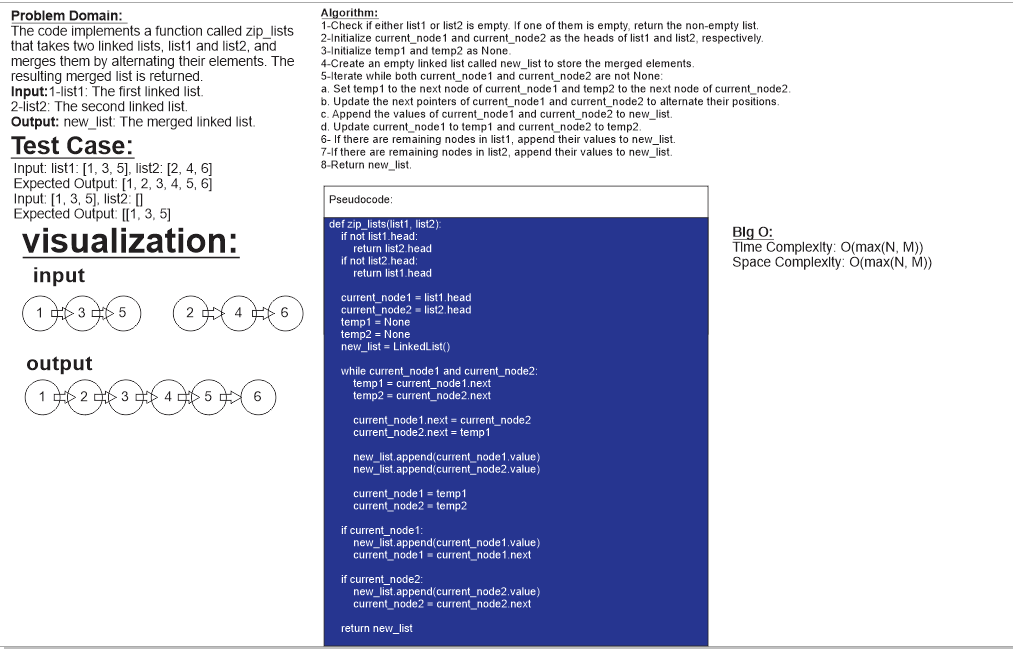 Problem Domain:
The code implements a function called zip_lists
that takes two linked lists, list1 and list2, and
merges them by alternating their elements. The
resulting merged list is returned.
Input:1-list1: The first linked list.
2-list2: The second linked list.
Output: new_list: The merged linked list.
Test Case:
Input: list1: [1, 3, 5], list2: [2, 4, 6]
Expected Output: [1, 2, 3, 4, 5, 6]
Input: [1, 3, 5], list2: []
Expected Output: [[1, 3, 5]
visualization:
input
1 3 5 2 4 6
output
1 2 3 4 5 6
Algorithm:
1-Check if either list1 or list2 is empty. If one of them is empty, return the non-empty list.
2-Initialize current_node1 and current_node2 as the heads of list1 and list2, respectively.
3-Initialize temp1 and temp2 as None.
4-Create an empty linked list called new_list to store the merged elements.
5-Iterate while both current_node1 and current_node2 are not None:
a. Set temp1 to the next node of current_node1 and temp2 to the next node of current_node2.
b. Update the next pointers of current_node1 and current_node2 to alternate their positions.
c. Append the values of current_node1 and current_node2 to new_list.
d. Update current_node1 to temp1 and current_node2 to temp2.
6- If there are remaining nodes in list1, append their values to new_list.
7-If there are remaining nodes in list2, append their values to new_list.
8-Return new_list.
Pseudocode:
def zip_lists(list1, list2):
if not list1.head:
return list2.head
if not list2.head:
return list1.head
current_node1 = list1.head
current_node2 = list2.head
temp1 = None
temp2 = None
new_list = LinkedList()
while current_node1 and current_node2:
temp1 = current_node1.next
temp2 = current_node2.next
current_node1.next = current_node2
current_node2.next = temp1
new_list.append(current_node1.value)
new_list.append(current_node2.value)
current_node1 = temp1
current_node2 = temp2
if current_node1:
new_list.append(current_node1.value)
current_node1 = current_node1.next
if current_node2:
new_list.append(current_node2.value)
current_node2 = current_node2.next
return new_list
BIg O:
TIme ComplexIty: O(max(N, M))
Space ComplexIty: O(max(N, M))